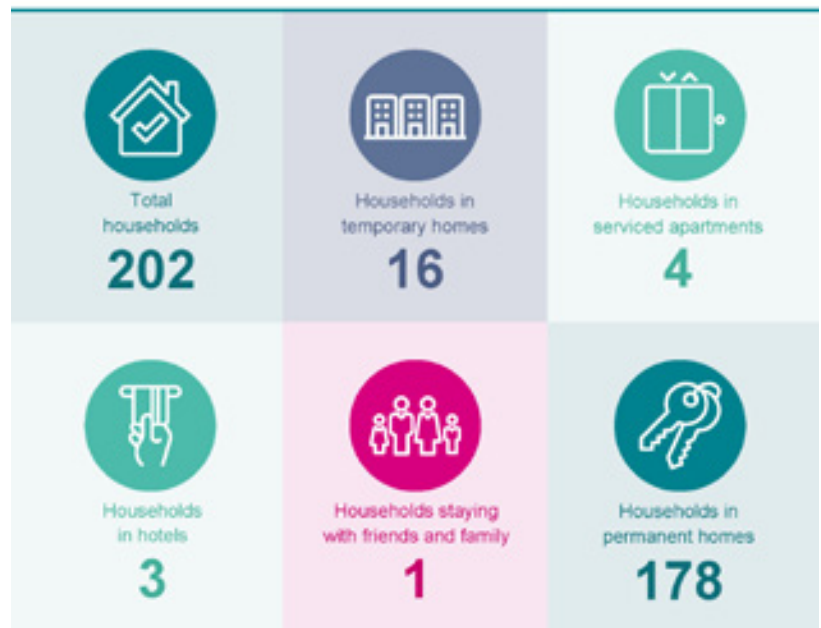 Total
households
202
Households in
temporary homes
16
Households in
serviced apartments
4
Households
in hotels
3
Households staying
with friends and family
1
Households in
permanent homes
178